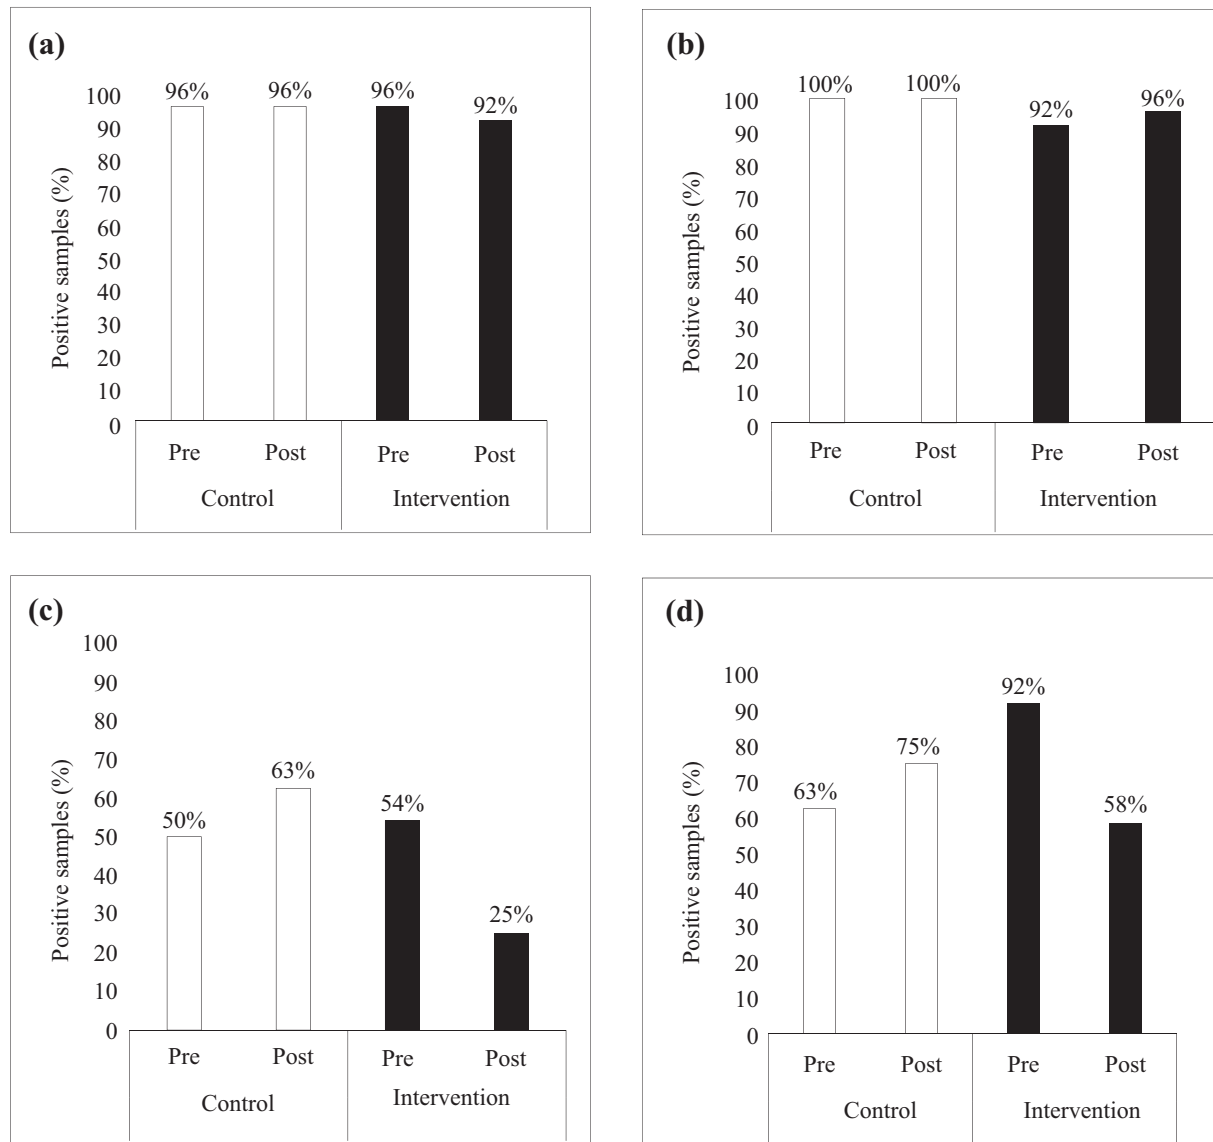 (a)
Positive samples (%)
100
90
80
70
60
50
40
30
20
10
0
96%
96%
96%
92%
Pre
Post
Pre
Post
Control
Intervention
(b)
Positive samples (%)
100
90
80
70
60
50
40
30
20
10
0
100%
100%
92%
96%
Pre
Post
Pre
Post
Control
Intervention
(c)
Positive samples (%)
100
90
80
70
60
50
40
30
20
10
0
50%
63%
54%
25%
Pre
Post
Pre
Post
Control
Intervention
(d)
Positive samples (%)
100
90
80
70
60
50
40
30
20
10
0
63%
75%
92%
58%
Pre
Post
Pre
Post
Control
Intervention